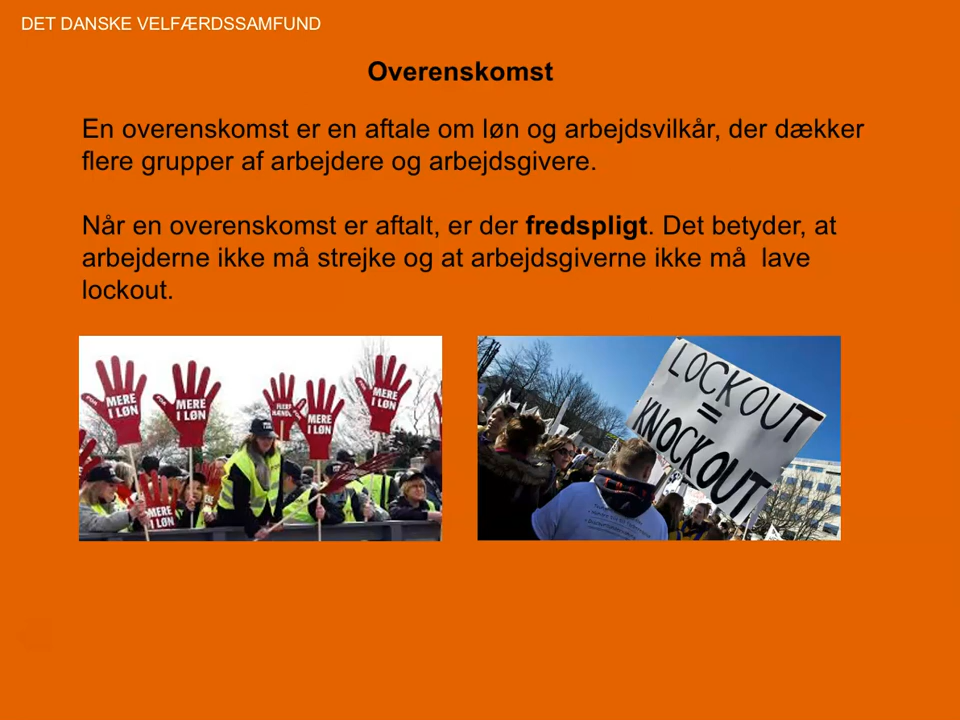 DET DANSKE VELFÆRDSSAMFUND
Overenskomst
En overenskomst er en aftale om løn og arbejdsvilkår, der dækker
flere grupper af arbejdere og arbejdsgivere.
Når en overenskomst er aftalt, er der fredspligt. Det betyder, at
arbejderne ikke må strejke og at arbejdsgiverne ikke må lave
lockout.
FOA
MERE
I LØN
MERE
I LØN
FLERE
MERE
I LØN
MERE
I LØN
MERE
I LØN
LOCKOUT
=
KNOCKOUT